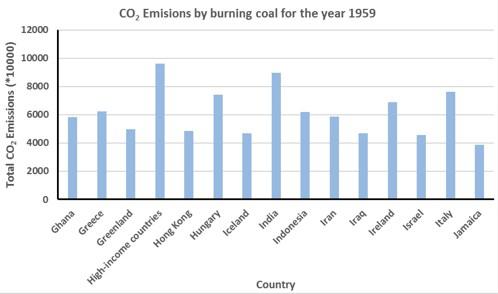 CO₂ Emisions by burning coal for the year 1959
Total CO₂ Emissions (*10000)
12000
10000
8000
6000
4000
2000
0
Ghana
Greece
Greenland
High-income countries
Hong Kong
Hungary
Iceland
India
Indonesia
Iran
Iraq
Ireland
Israel
Italy
Jamaica
Country